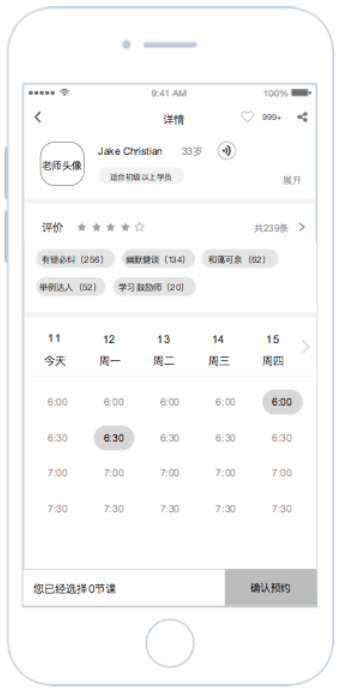 9:41 AM 100%
详情 999+
Jake Christian 33岁
老师头像
适合初级以上学员
展开
评价 共239条
有错必纠（256） 幽默健谈（134） 和蔼可亲（62）
举例达人（52） 学习鼓励师（20）
11 12 13 14 15
今天 周一 周二 周三 周四
6:00 6:00 6:00 6:00 6:00
6:30 6:30 6:30 6:30 6:30
7:00 7:00 7:00 7:00 7:00
7:30 7:30 7:30 7:30 7:30
您已经选择0节课 确认预约